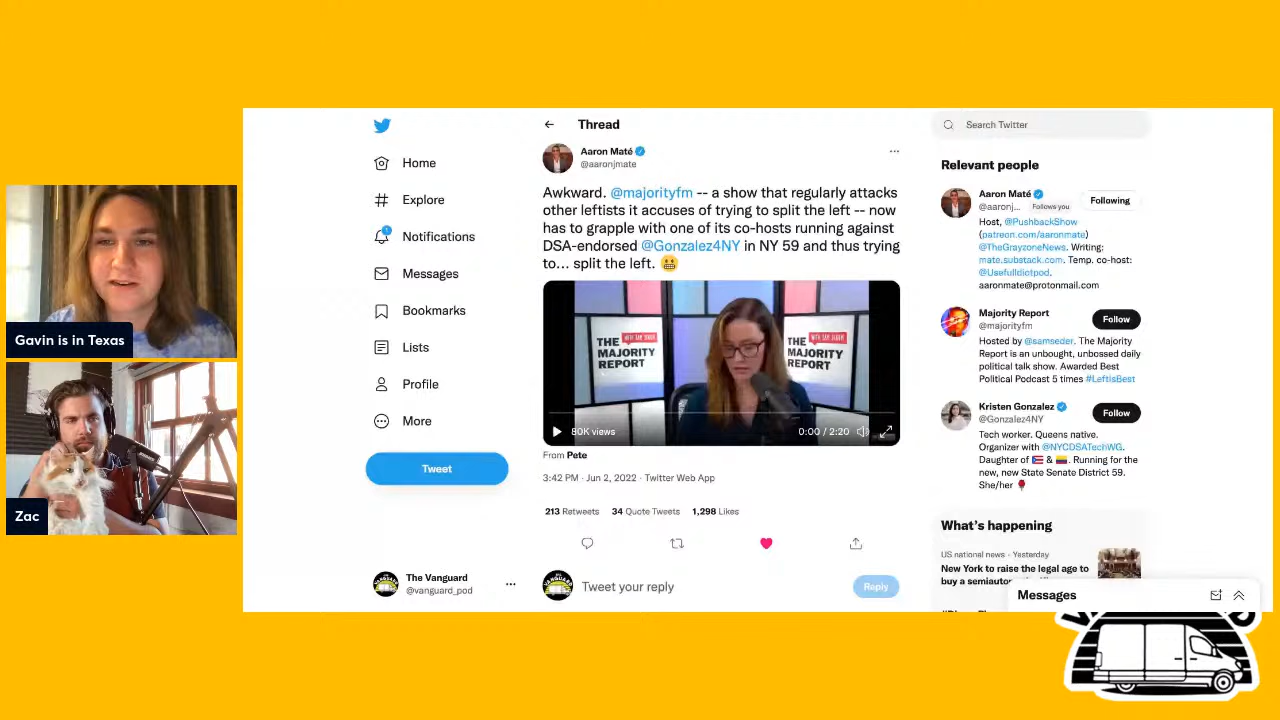 Gavin is in Texas
Zac
Home
Explore
1
Notifications
Messages
Bookmarks
Lists
Profile
More
Tweet
The Vanguard
@vanguard_pod
Thread
Aaron Maté
@aaronjmate
Awkward. @majorityfm -- a show that regularly attacks
other leftists it accuses of trying to split the left -- now
has to grapple with one of its co-hosts running against
DSA-endorsed @Gonzalez4NY in NY 59 and thus trying
to... split the left. 😬
THE
WITH SAM SEDER
MAJORITY
REPORT
THE
WITH SAM SEDER
MAJORITY
REPORT
80K views
0:00 / 2:20
From Pete
3:42 PM · Jun 2, 2022 · Twitter Web App
213 Retweets 34 Quote Tweets 1,298 Likes
Tweet your reply
Reply
Search Twitter
Relevant people
Aaron Maté
@aaronj... Follows you
Following
Host, @PushbackShow
(patreon.com/aaronmate)
@TheGrayzoneNews. Writing:
mate.substack.com. Temp. co-host:
@UsefulIdiotpod.
aaronmate@protonmail.com
Majority Report
@majorityfm
Follow
Hosted by @samseder. The Majority
Report is an unbought, unbossed daily
political talk show. Awarded Best
Political Podcast 5 times #LeftisBest
Kristen Gonzalez
@Gonzalez4NY
Follow
Tech worker. Queens native.
Organizer with @NYCDSATechWG.
Daughter of 🇵🇷 & 🇨🇴. Running for the
new, new State Senate District 59.
She/her 🌹
What's happening
US national news · Yesterday
New York to raise the legal age to
buy a semiauto
Messages